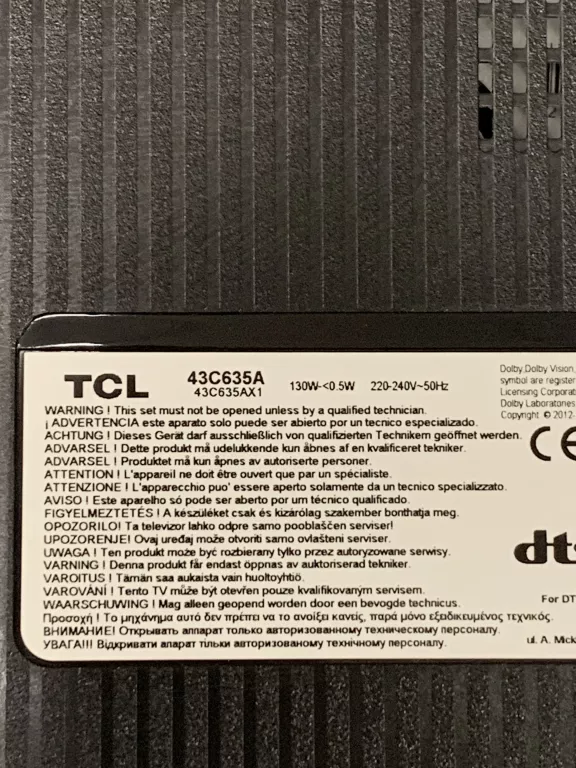 TCL 43C635A
43C635AX1
130W-<0.5W 220-240V~50Hz
WARNING ! This set must not be opened unless by a qualified technician.
¡ ADVERTENCIA este aparato solo puede ser abierto por un tecnico especializado.
ACHTUNG ! Dieses Gerät darf ausschließlich von qualifizierten Technikern geöffnet werden.
ADVARSEL ! Dette produkt må udelukkende kun åbnes af en kvalificeret tekniker.
ADVARSEL ! Produktet må kun åpnes av autoriserte personer.
ATTENTION ! L'appareil ne doit être ouvert que par un spécialiste.
ATTENZIONE ! L'apparecchio puo' essere aperto solamente da un tecnico specializzato.
AVISO ! Este aparelho só pode ser aberto por um técnico qualificado.
FIGYELMEZTETÉS ! A készüléket csak és kizárólag szakember bonthatja meg.
OPOZORILO! Ta televizor lahko odpre samo pooblaščen serviser!
UPOZORENJE! Ovaj uređaj može otvoriti samo ovlašteni serviser.
UWAGA ! Ten produkt może być rozbierany tylko przez autoryzowane serwisy.
VARNING ! Denna produkt får endast öppnas av auktoriserad tekniker.
VAROITUS ! Tämän saa aukaista vain huoltoyhtiö.
VAROVÁNÍ ! Tento TV může být otevřen pouze kvalifikovaným servisem.
WAARSCHUWING ! Mag alleen geopend worden door een bevogde technicus.
Προσοχή ! Το μηχάνημα αυτό δεν πρέπει να το ανοίξει κανείς, παρά μόνο εξειδικευμένος τεχνικός.
ВНИМАНИЕ! Открывать аппарат только авторизованному техническому персоналу.
УВАГА!!! Відкривати апарат тільки авторизованому технічному персоналу.
Dolby,Dolby Vision,
symbol are register
Licensing Corporat
Dolby Laboratories
Copyright © 2012-
CE
dts
For DT
ul. A. Mick